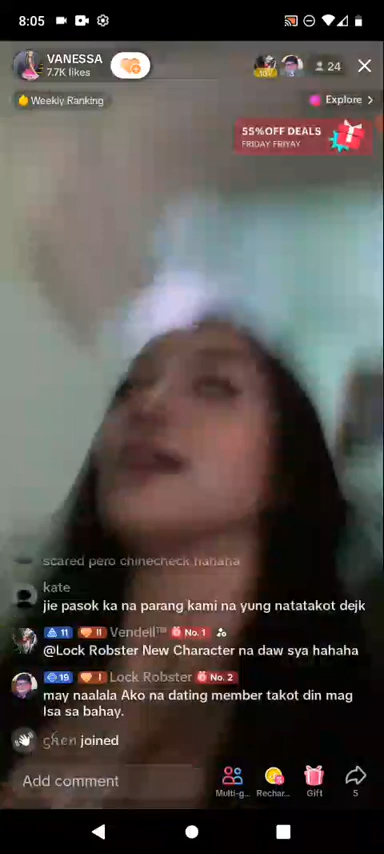 8:05
VANESSA
7.7K likes
24
Weekly Ranking
Explore >
55%OFF DEALS
FRIDAY FRIYAY
scared pero chinecheck hahaha
kate
jie pasok ka na parang kami na yung natatakot dejk
11 11 Vendell™ No. 1
@Lock Robster New Character na daw sya hahaha
19 1 Lock Robster No. 2
may naalala Ako na dating member takot din mag
Isa sa bahay.
joined
Add comment
Multi-g...
Rechar...
Gift
5